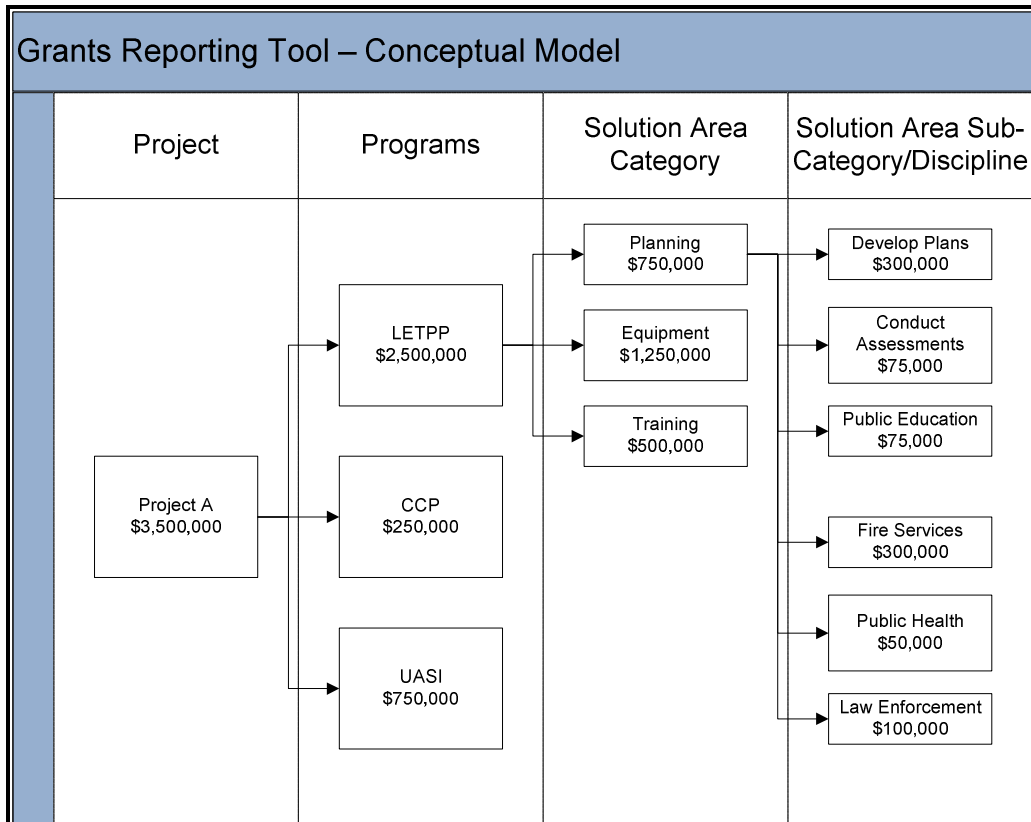 Grants Reporting Tool – Conceptual Model
Project
Programs
Solution Area
Category
Solution Area Sub-
Category/Discipline
Project A
$3,500,000
LETPP
$2,500,000
CCP
$250,000
UASI
$750,000
Planning
$750,000
Equipment
$1,250,000
Training
$500,000
Develop Plans
$300,000
Conduct
Assessments
$75,000
Public Education
$75,000
Fire Services
$300,000
Public Health
$50,000
Law Enforcement
$100,000